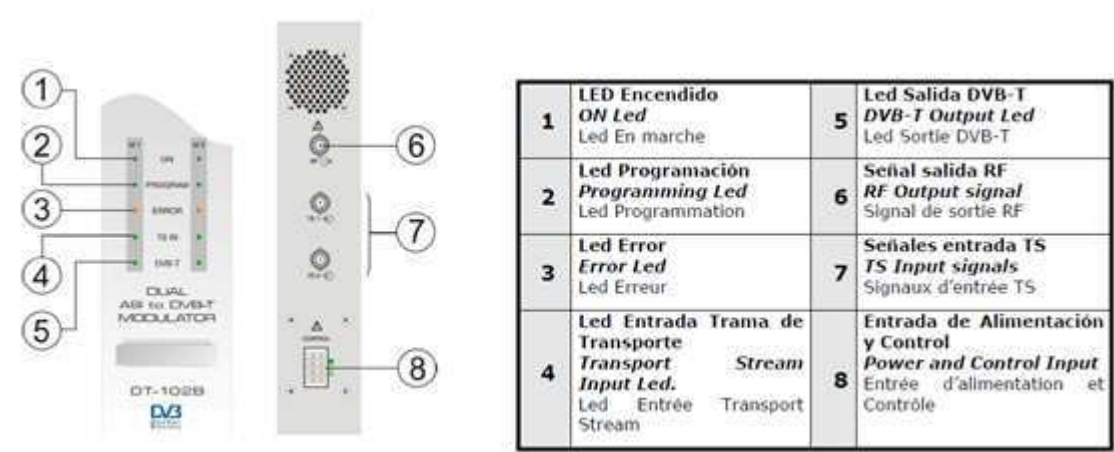 1
2
3
4
5
ON
PROGRAM
ERROR
TS IN
DVB-T
DUAL
ASI to DVB-T
MODULATOR
DT-102B
DVB
6
7
CONTROL
8
1
LED Encendido
ON Led
Led En marche
5
Led Salida DVB-T
DVB-T Output Led
Led Sortie DVB-T
2
Led Programación
Programming Led
Led Programmation
6
Señal salida RF
RF Output signal
Signal de sortie RF
3
Led Error
Error Led
Led Erreur
7
Señales entrada TS
TS Input signals
Signaux d'entrée TS
4
Led Entrada Trama de
Transporte
Transport Stream
Input Led.
Led Entrée Transport
Stream
8
Entrada de Alimentación
y Control
Power and Control Input
Entrée d'alimentation et
Contrôle